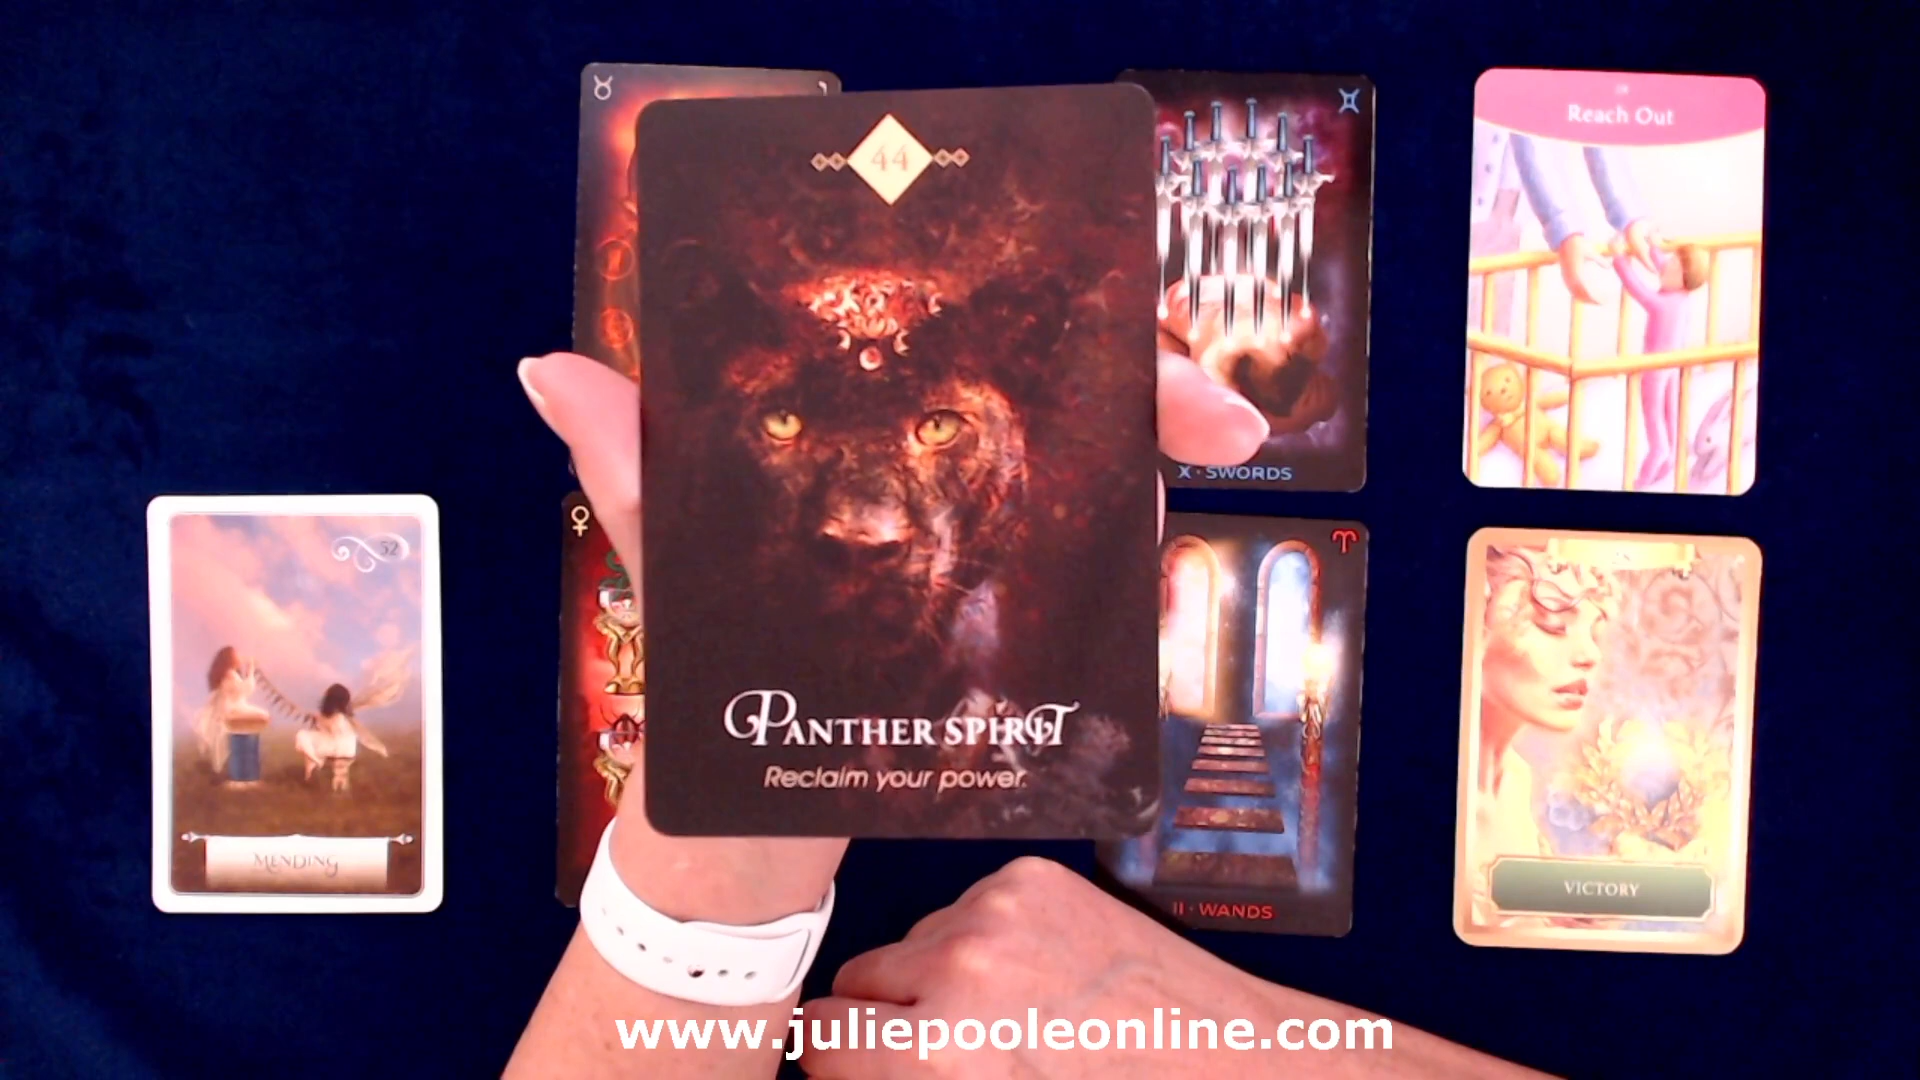 44
PANTHER SPIRIT
Reclaim your power.
X · SWORDS
Reach Out
52
MENDING
II · WANDS
VICTORY
www.juliepooleonline.com